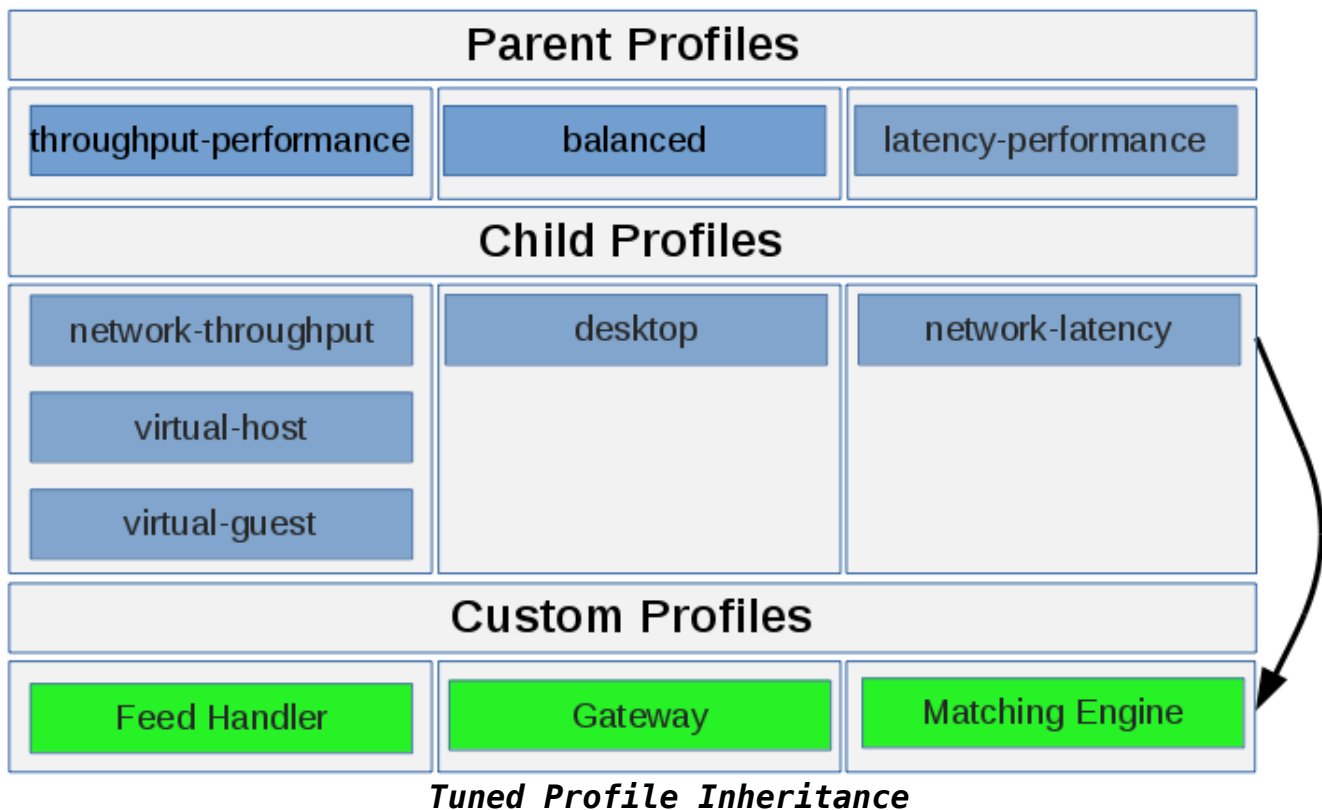 Parent Profiles
throughput-performance
balanced
latency-performance
Child Profiles
network-throughput
desktop
network-latency
virtual-host
virtual-guest
Custom Profiles
Feed Handler
Gateway
Matching Engine
Tuned Profile Inheritance